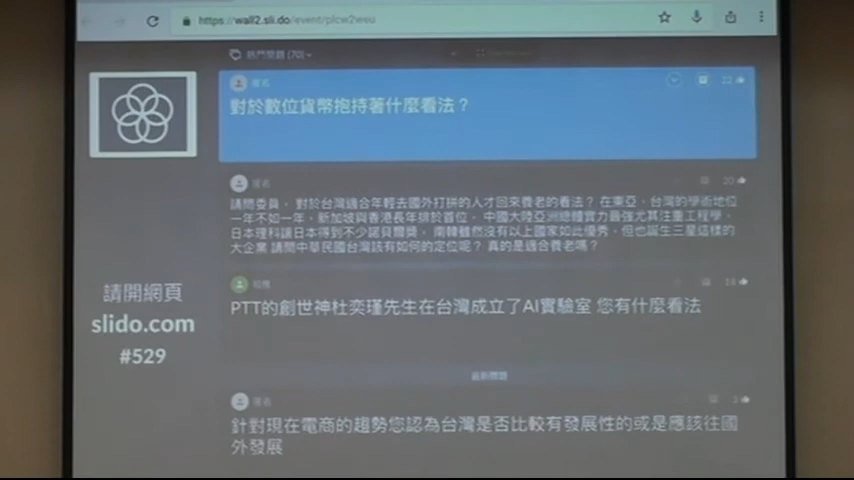 https://wall2.sli.do/event/plcw2weu
熱門問題 (70)
匿名
對於數位貨幣抱持著什麼看法？
匿名
20
請問委員， 對於台灣適合年輕去國外打拼的人才回來養老的看法？ 在東亞，台灣的學術地位
一年不如一年，新加坡與香港長年排於首位， 中國大陸亞洲總體實力最強尤其注重工程學，
日本理科讓日本得到不少諾貝爾獎， 南韓雖然沒有以上國家如此優秀，但也誕生三星這樣的
大企業 請問中華民國台灣該有如何的定位呢？ 真的是適合養老嗎？
18
PTT的創世神杜奕瑾先生在台灣成立了AI實驗室 您有什麼看法
請開網頁
slido.com
#529
最新問題
匿名
針對現在電商的趨勢您認為台灣是否比較有發展性的或是應該往國
外發展